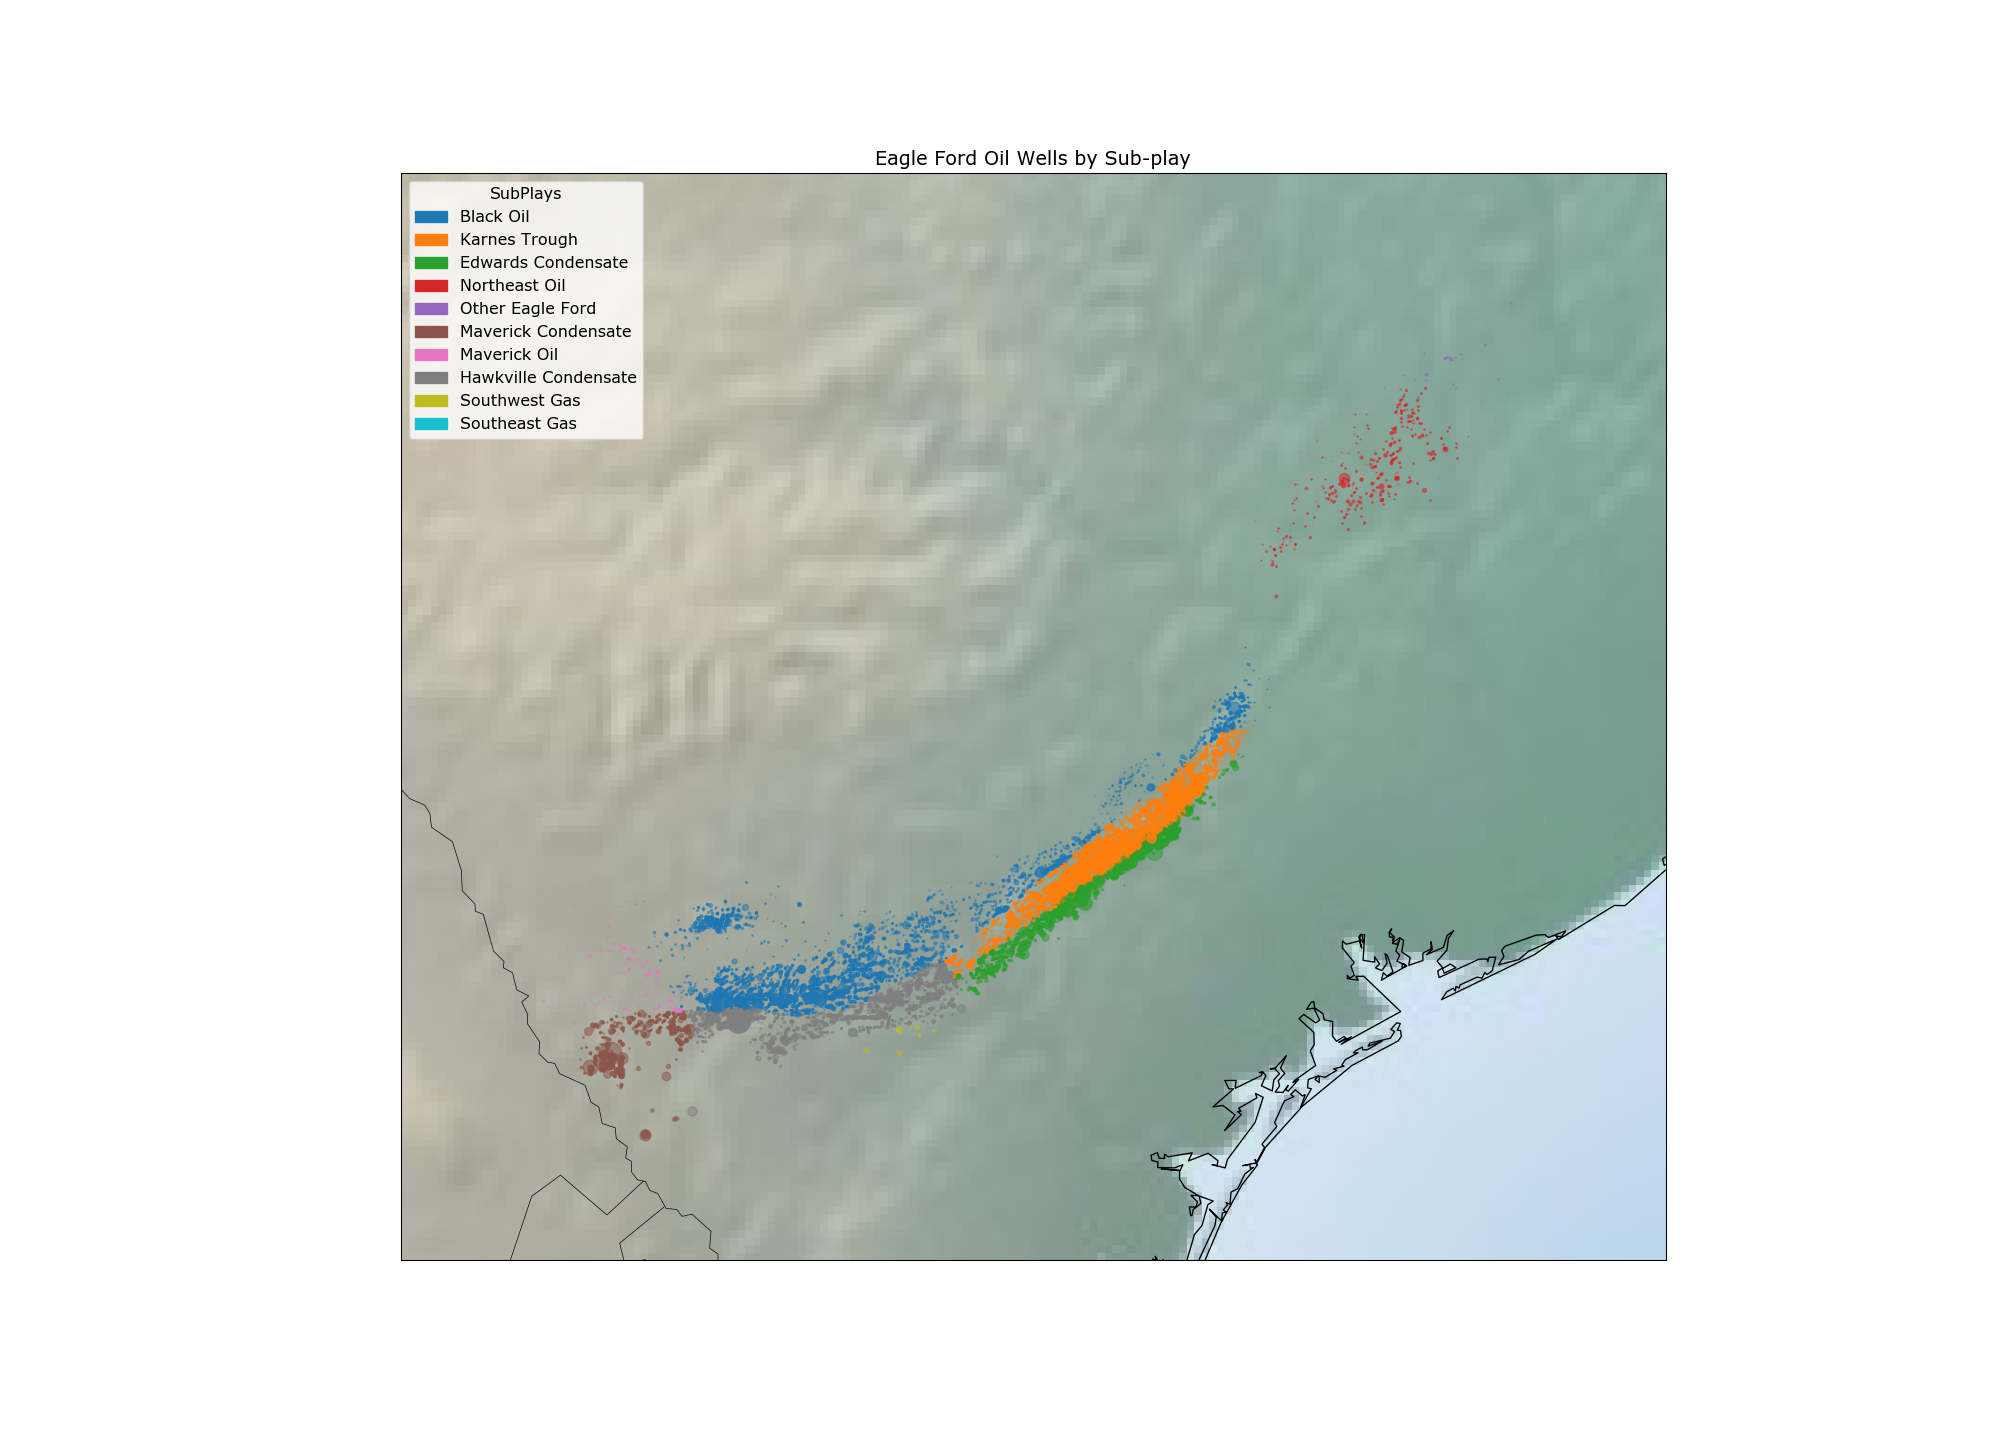 Eagle Ford Oil Wells by Sub-play
SubPlays
Black Oil
Karnes Trough
Edwards Condensate
Northeast Oil
Other Eagle Ford
Maverick Condensate
Maverick Oil
Hawkville Condensate
Southwest Gas
Southeast Gas